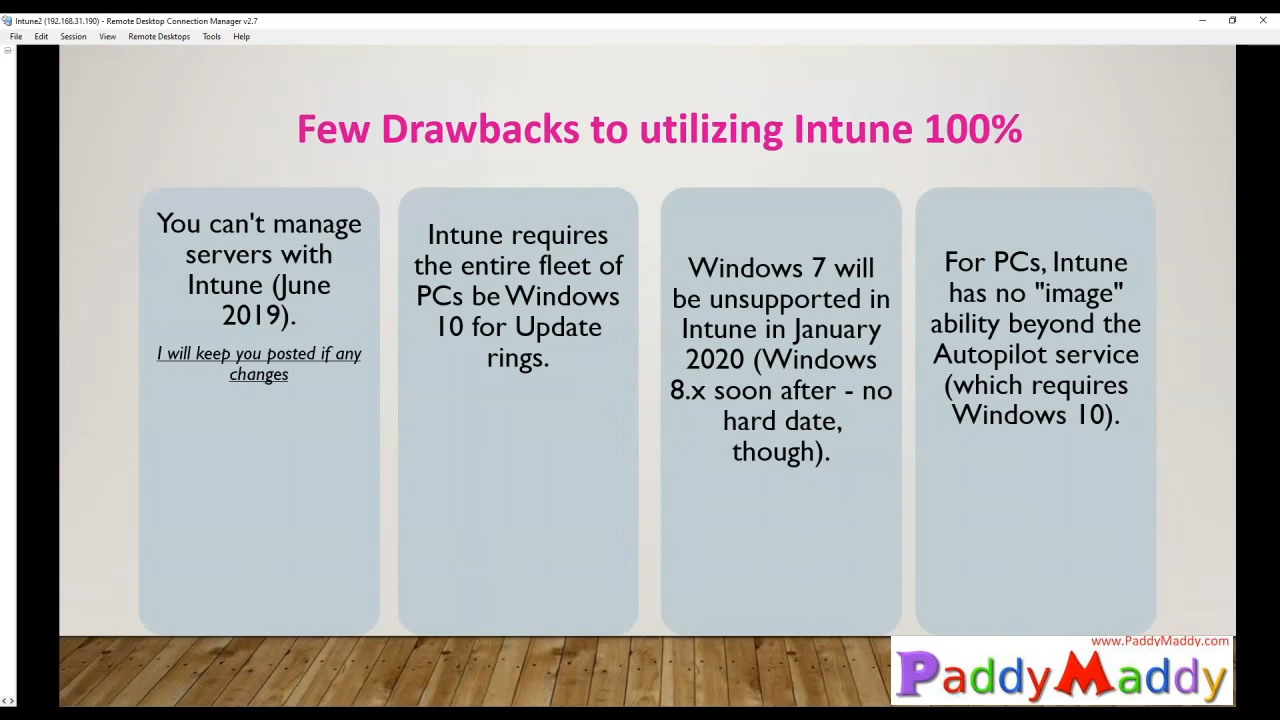 Intune2 (192.168.31.190) - Remote Desktop Connection Manager v2.7
File Edit Session View Remote Desktops Tools Help
Few Drawbacks to utilizing Intune 100%
You can't manage
servers with
Intune (June
2019).
I will keep you posted if any
changes
Intune requires
the entire fleet of
PCs be Windows
10 for Update
rings.
Windows 7 will
be unsupported in
Intune in January
2020 (Windows
8.x soon after - no
hard date,
though).
For PCs, Intune
has no "image"
ability beyond the
Autopilot service
(which requires
Windows 10).
www.PaddyMaddy.com
PaddyMaddy